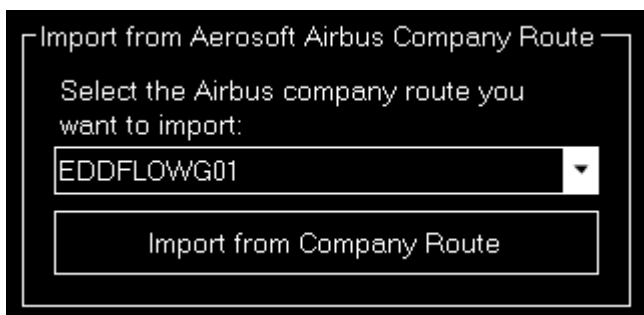 Import from Aerosoft Airbus Company Route
Select the Airbus company route you
want to import:
EDDFLOWG01
Import from Company Route